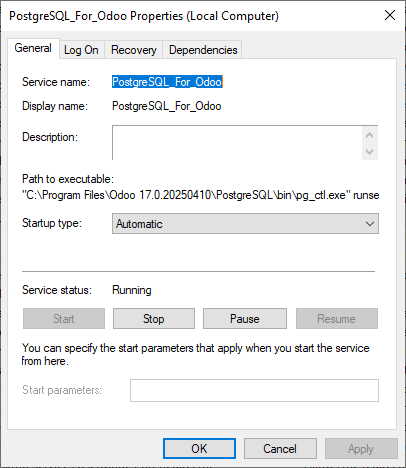 PostgreSQL_For_Odoo Properties (Local Computer)
General Log On Recovery Dependencies
Service name: PostgreSQL_For_Odoo
Display name: PostgreSQL_For_Odoo
Description:
Path to executable:
"C:\Program Files\Odoo 17.0.20250410\PostgreSQL\bin\pg_ctl.exe" runse
Startup type: Automatic
Service status: Running
Start Stop Pause Resume
You can specify the start parameters that apply when you start the service
from here.
Start parameters:
OK Cancel Apply